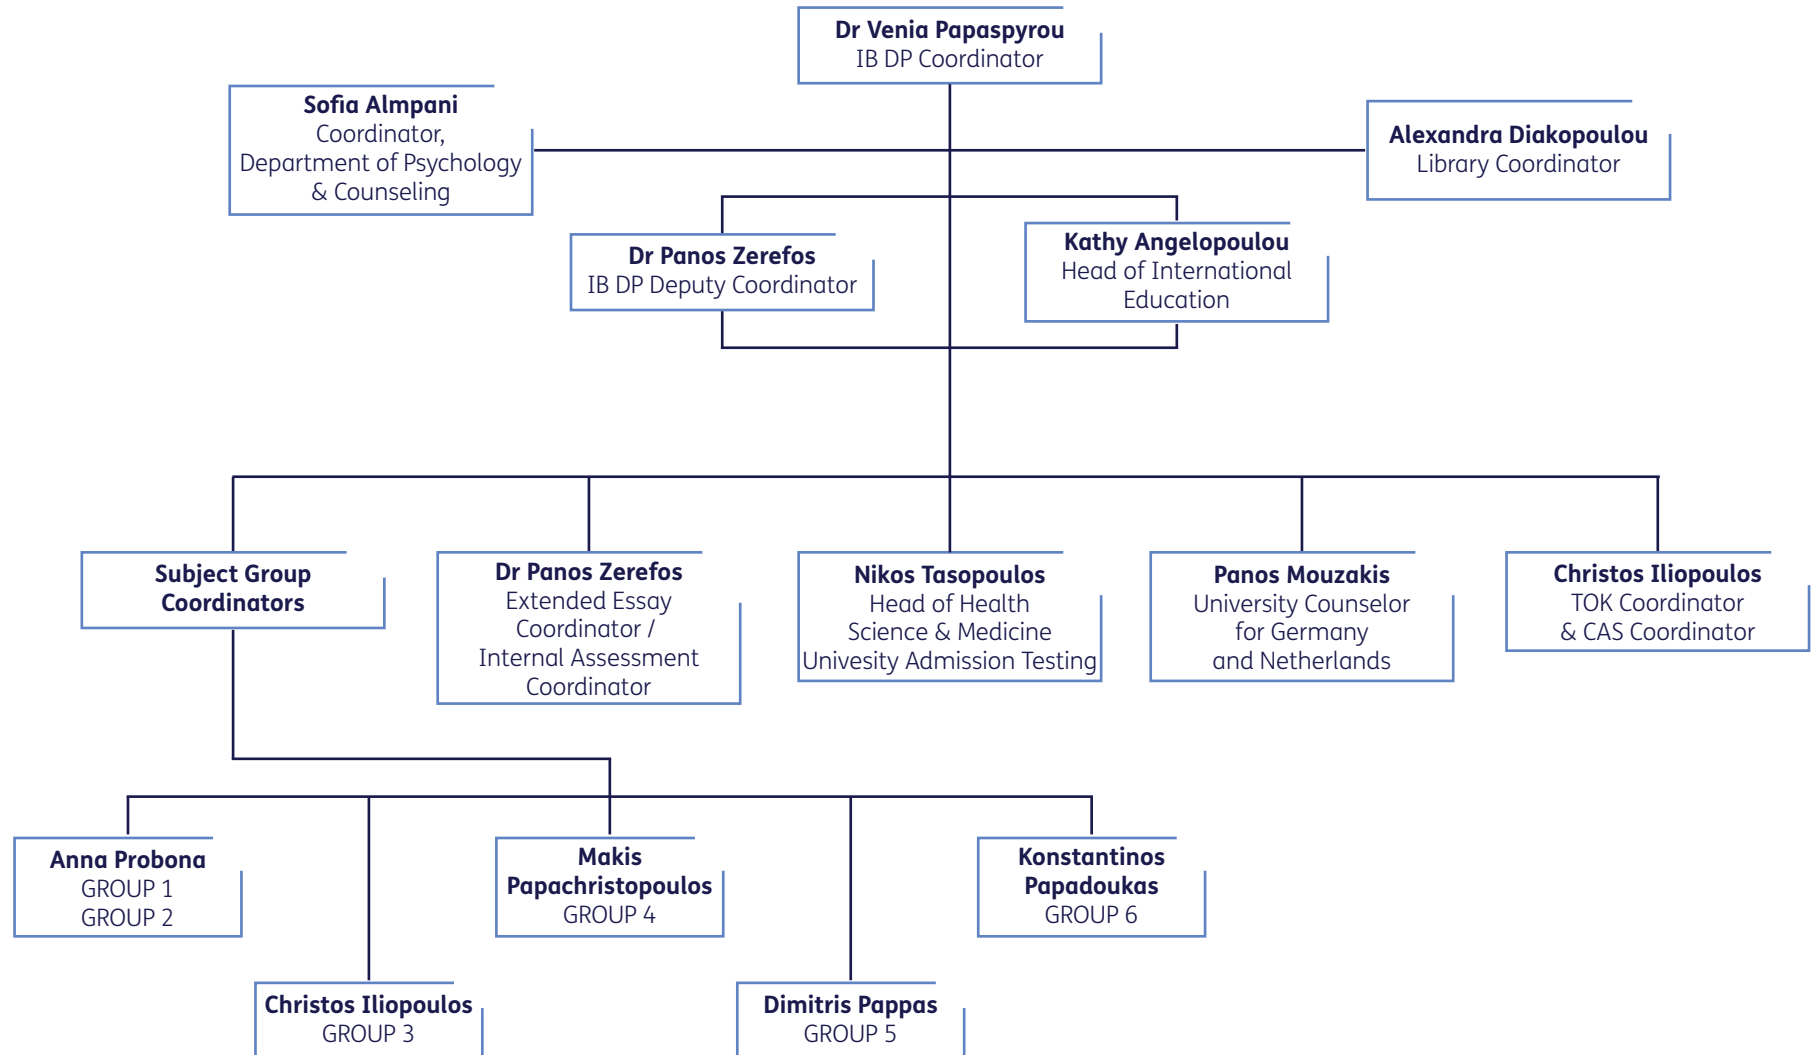 Dr Venia Papaspyrou
IB DP Coordinator
Sofia Almpani
Coordinator,
Department of Psychology
& Counseling
Alexandra Diakopoulou
Library Coordinator
Dr Panos Zerefos
IB DP Deputy Coordinator
Kathy Angelopoulou
Head of International
Education
Subject Group
Coordinators
Dr Panos Zerefos
Extended Essay
Coordinator /
Internal Assessment
Coordinator
Nikos Tasopoulos
Head of Health
Science & Medicine
Univesity Admission Testing
Panos Mouzakis
University Counselor
for Germany
and Netherlands
Christos Iliopoulos
TOK Coordinator
& CAS Coordinator
Anna Probona
GROUP 1
GROUP 2
Christos Iliopoulos
GROUP 3
Makis
Papachristopoulos
GROUP 4
Dimitris Pappas
GROUP 5
Konstantinos
Papadoukas
GROUP 6